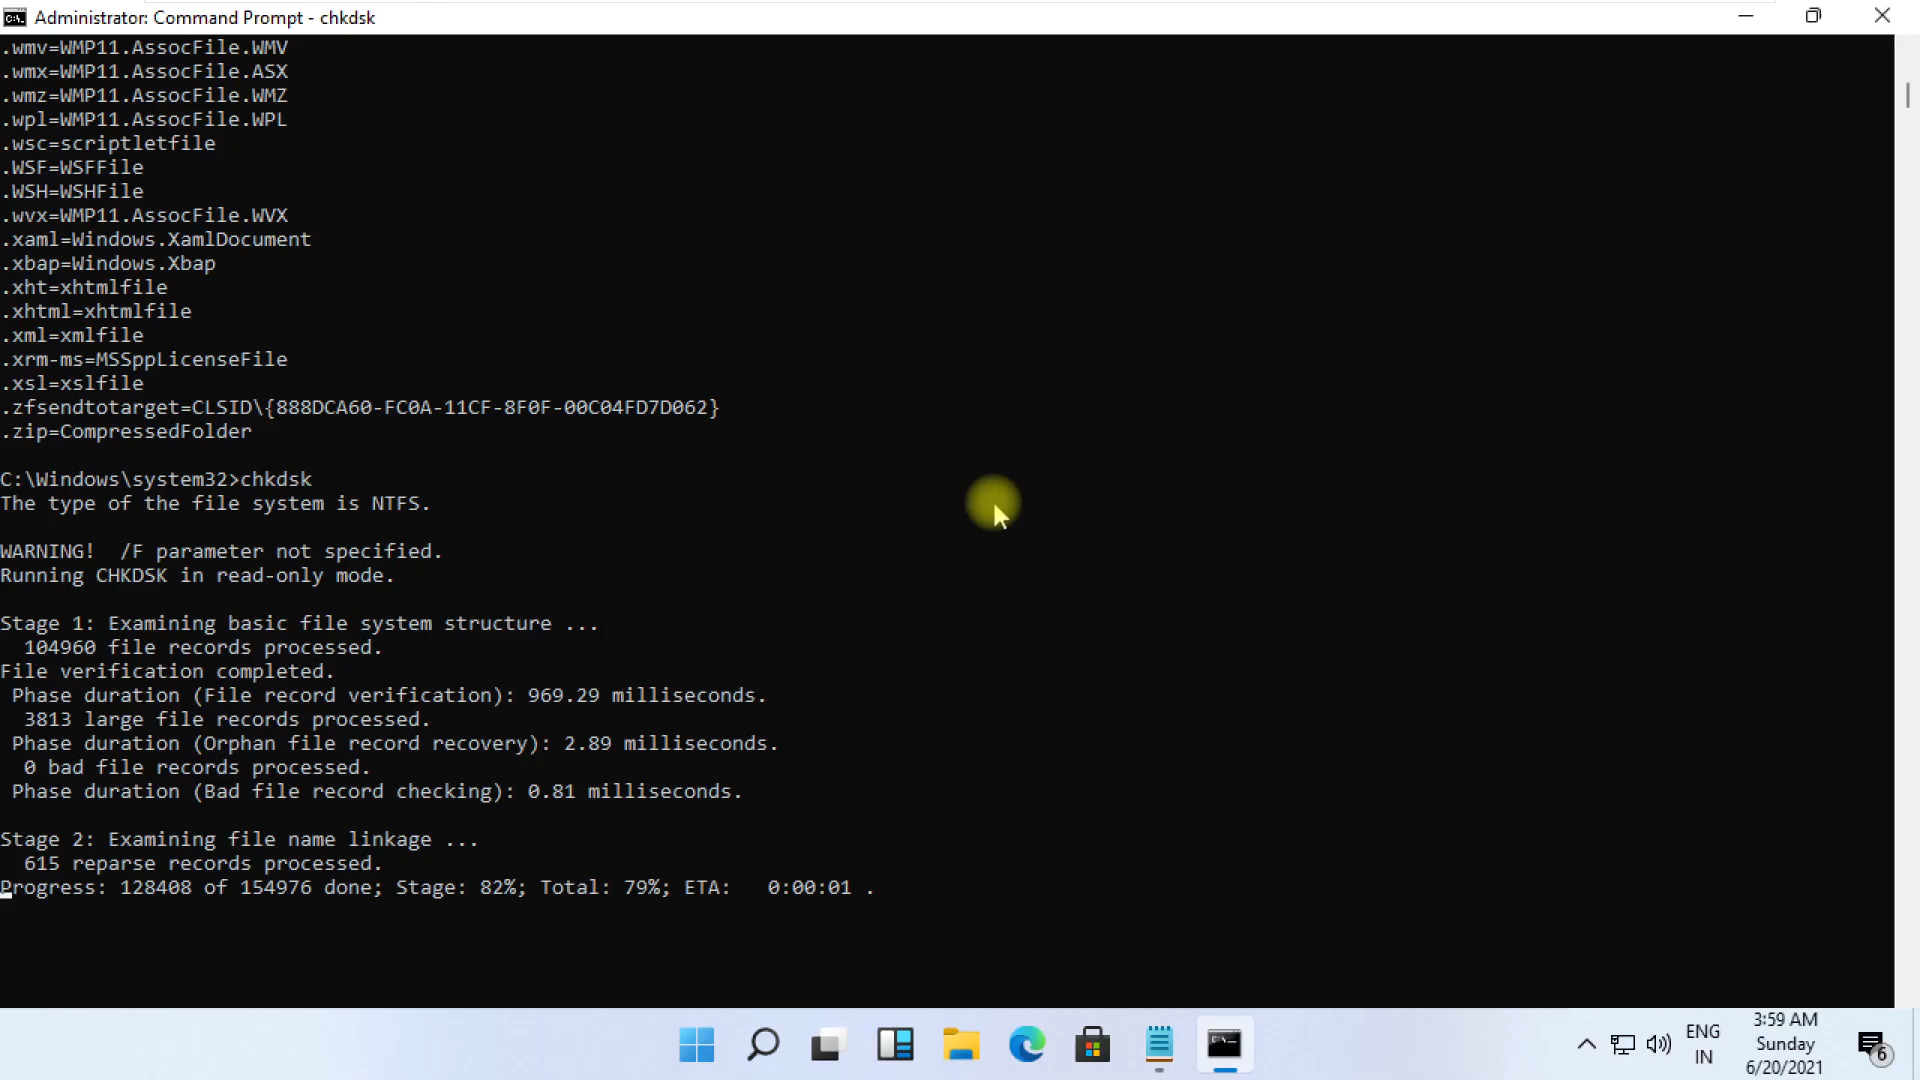 Administrator: Command Prompt - chkdsk
.wmv=WMP11.AssocFile.WMV
.wmx=WMP11.AssocFile.ASX
.wmz=WMP11.AssocFile.WMZ
.wpl=WMP11.AssocFile.WPL
.wsc=scriptletfile
.WSF=WSFFile
.WSH=WSHFile
.wvx=WMP11.AssocFile.WVX
.xaml=Windows.XamlDocument
.xbap=Windows.Xbap
.xht=xhtmlfile
.xhtml=xhtmlfile
.xml=xmlfile
.xrm-ms=MSSppLicenseFile
.xsl=xslfile
.zfsendtotarget=CLSID\{888DCA60-FC0A-11CF-8F0F-00C04FD7D062}
.zip=CompressedFolder
C:\Windows\system32>chkdsk
The type of the file system is NTFS.
WARNING!  /F parameter not specified.
Running CHKDSK in read-only mode.
Stage 1: Examining basic file system structure ...
104960 file records processed.
File verification completed.
Phase duration (File record verification): 969.29 milliseconds.
3813 large file records processed.
Phase duration (Orphan file record recovery): 2.89 milliseconds.
0 bad file records processed.
Phase duration (Bad file record checking): 0.81 milliseconds.
Stage 2: Examining file name linkage ...
615 reparse records processed.
Progress: 128408 of 154976 done; Stage: 82%; Total: 79%; ETA:   0:00:01 .
ENG
IN
3:59 AM
Sunday
6/20/2021
6